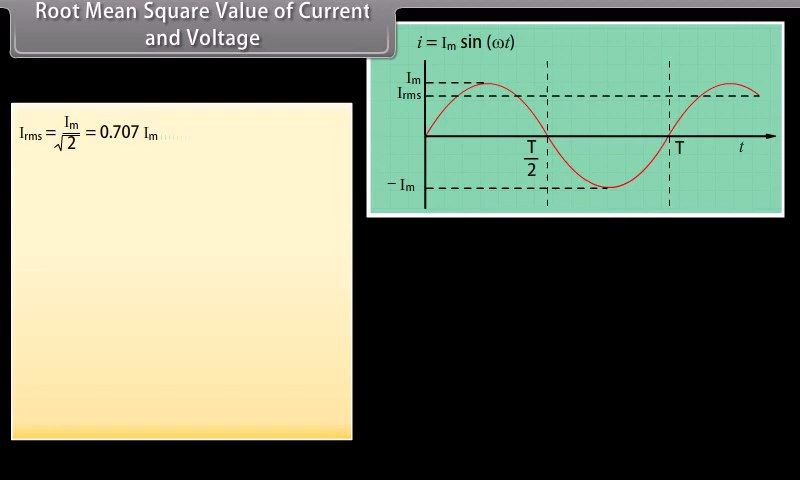 Root Mean Square Value of Current
and Voltage
i = Im sin (ωt)
Im
Irms
T/2
T
t
− Im
Irms = Im/√2 = 0.707 Im